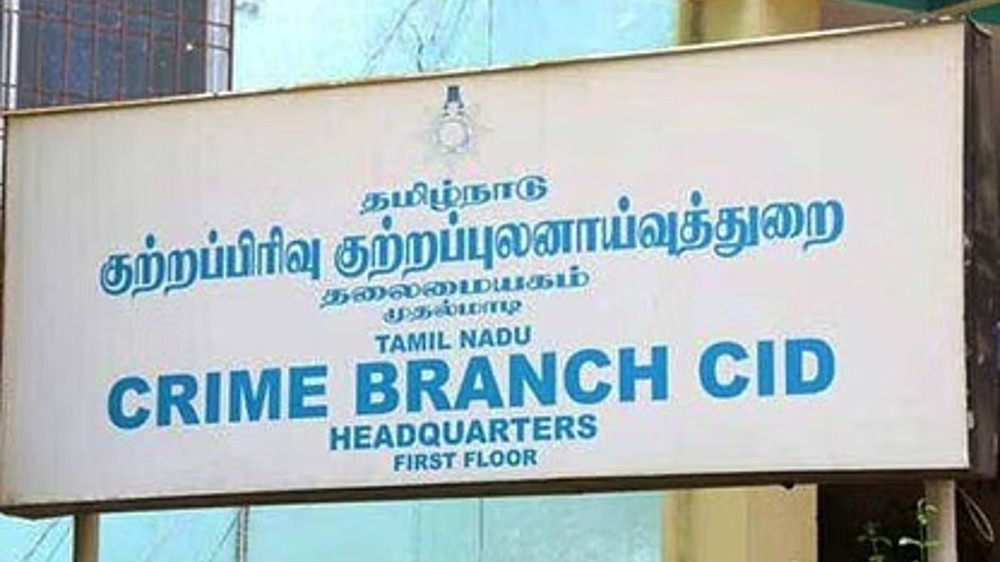 தமிழ்நாடு
குற்றப்பிரிவு குற்றப்புலனாய்வுத்துறை
தலைமையகம்
முதல்மாடி
TAMIL NADU
CRIME BRANCH CID
HEADQUARTERS
FIRST FLOOR